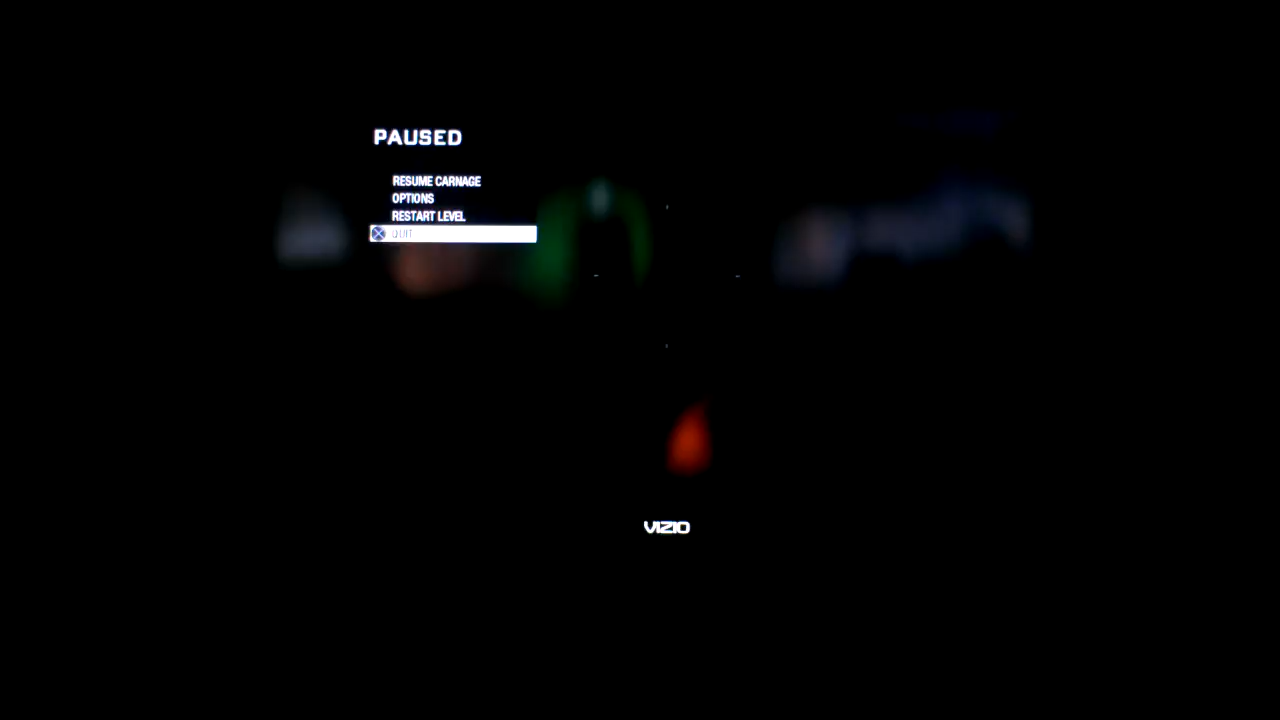 PAUSED
RESUME CARNAGE
OPTIONS
RESTART LEVEL
QUIT
VIZIO